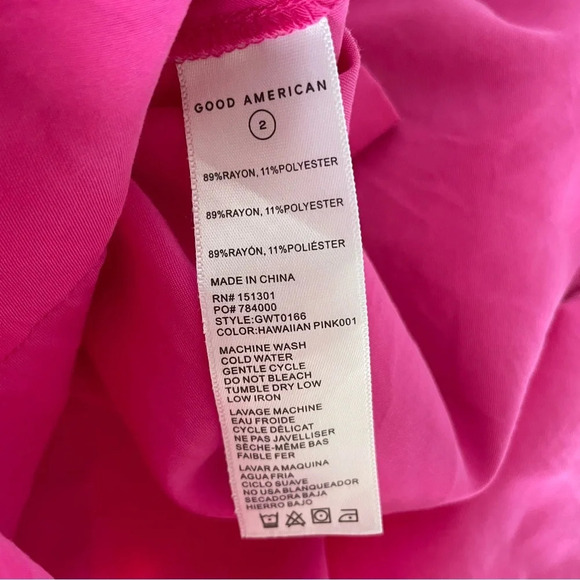 GOOD AMERICAN
2
89%RAYON, 11%POLYESTER
89%RAYON, 11%POLYESTER
89%RAYÓN, 11%POLIÉSTER
MADE IN CHINA
RN# 151301
PO# 784000
STYLE:GWT0166
COLOR:HAWAIIAN PINK001
MACHINE WASH
COLD WATER
GENTLE CYCLE
DO NOT BLEACH
TUMBLE DRY LOW
LOW IRON
LAVAGE MACHINE
EAU FROIDE
CYCLE DÉLICAT
NE PAS JAVELLISER
SÈCHE-MÊME BAS
FAIBLE FER
LAVAR A MAQUINA
AGUA FRIA
CICLO SUAVE
NO USA BLANQUEADOR
SECADORA BAJA
HIERRO BAJO